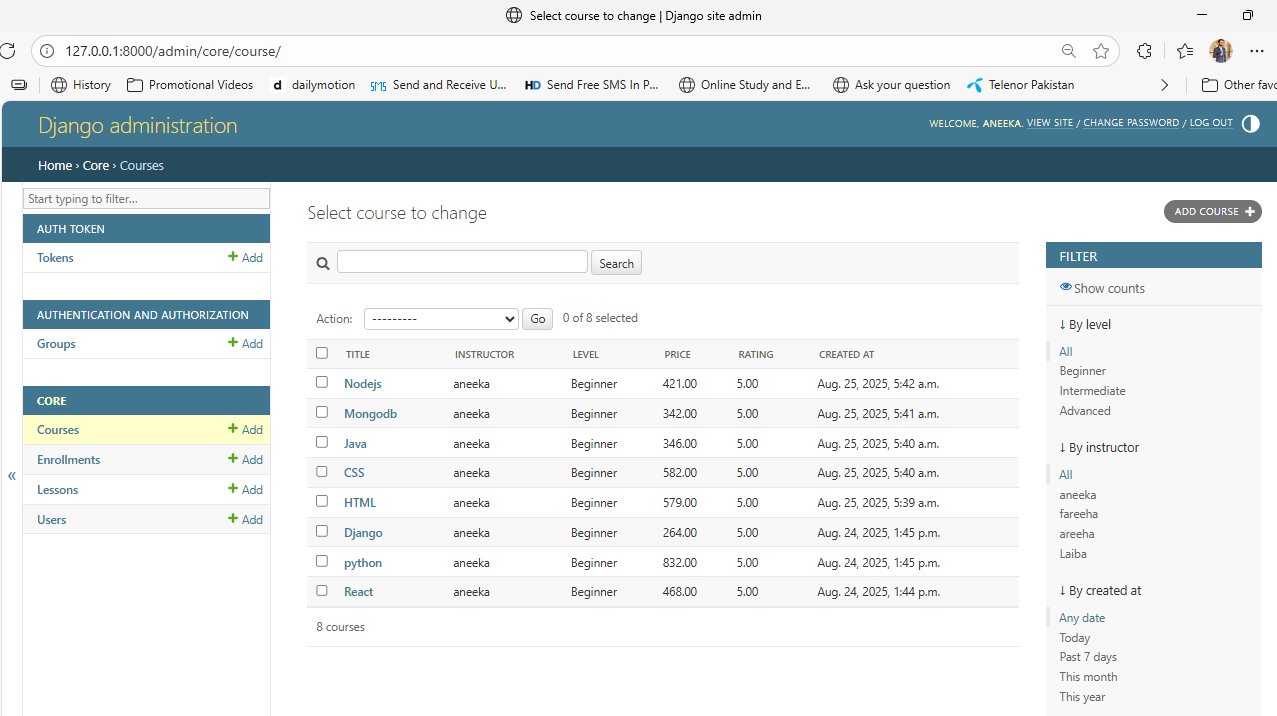 Select course to change | Django site admin
127.0.0.1:8000/admin/core/course/
History Promotional Videos d dailymotion SMS Send and Receive U... HD Send Free SMS In P... Online Study and E... Ask your question Telenor Pakistan Other favo
Django administration
WELCOME, ANEEKA. VIEW SITE / CHANGE PASSWORD / LOG OUT
Home › Core › Courses
Start typing to filter...
AUTH TOKEN
Tokens + Add
AUTHENTICATION AND AUTHORIZATION
Groups + Add
CORE
Courses + Add
Enrollments + Add
Lessons + Add
Users + Add
«
Select course to change
ADD COURSE +
Search
Action: --------- Go 0 of 8 selected
TITLE INSTRUCTOR LEVEL PRICE RATING CREATED AT
Nodejs aneeka Beginner 421.00 5.00 Aug. 25, 2025, 5:42 a.m.
Mongodb aneeka Beginner 342.00 5.00 Aug. 25, 2025, 5:41 a.m.
Java aneeka Beginner 346.00 5.00 Aug. 25, 2025, 5:40 a.m.
CSS aneeka Beginner 582.00 5.00 Aug. 25, 2025, 5:40 a.m.
HTML aneeka Beginner 579.00 5.00 Aug. 25, 2025, 5:39 a.m.
Django aneeka Beginner 264.00 5.00 Aug. 24, 2025, 1:45 p.m.
python aneeka Beginner 832.00 5.00 Aug. 24, 2025, 1:45 p.m.
React aneeka Beginner 468.00 5.00 Aug. 24, 2025, 1:44 p.m.
8 courses
FILTER
Show counts
↓ By level
All
Beginner
Intermediate
Advanced
↓ By instructor
All
aneeka
fareeha
areeha
Laiba
↓ By created at
Any date
Today
Past 7 days
This month
This year